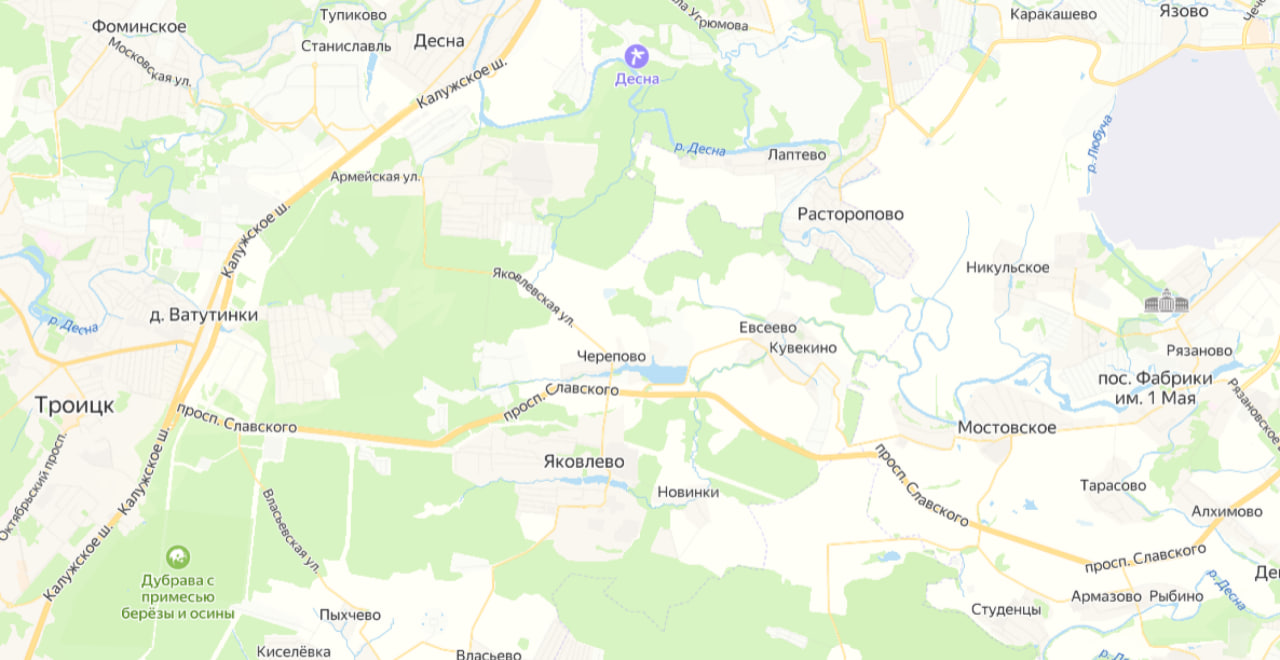 Фоминское
Тупиково
Каракашево
Язово
Станиславль
Десна
Московская ул.
Калужское ш.
Десна
р. Десна
Лаптево
р. Любуча
Армейская ул.
Расторопово
Калужское ш.
Никульское
Яковлевская ул.
р. Десна
д. Ватутинки
Евсеево
Кувекино
Рязаново
Черепово
пос. Фабрики
им. 1 Мая
Троицк
просп. Славского
просп. Славского
Мостовское
Октябрьский просп.
Калужское ш.
Яковлево
просп. Славского
Новинки
Тарасово
Алхимово
Власьевская ул.
Калужское ш.
просп. Славского
Дубрава с
примесью
берёзы и осины
р. Десна
Армазово
Рыбино
Студенцы
Пыхчево
Киселёвка
Власьево